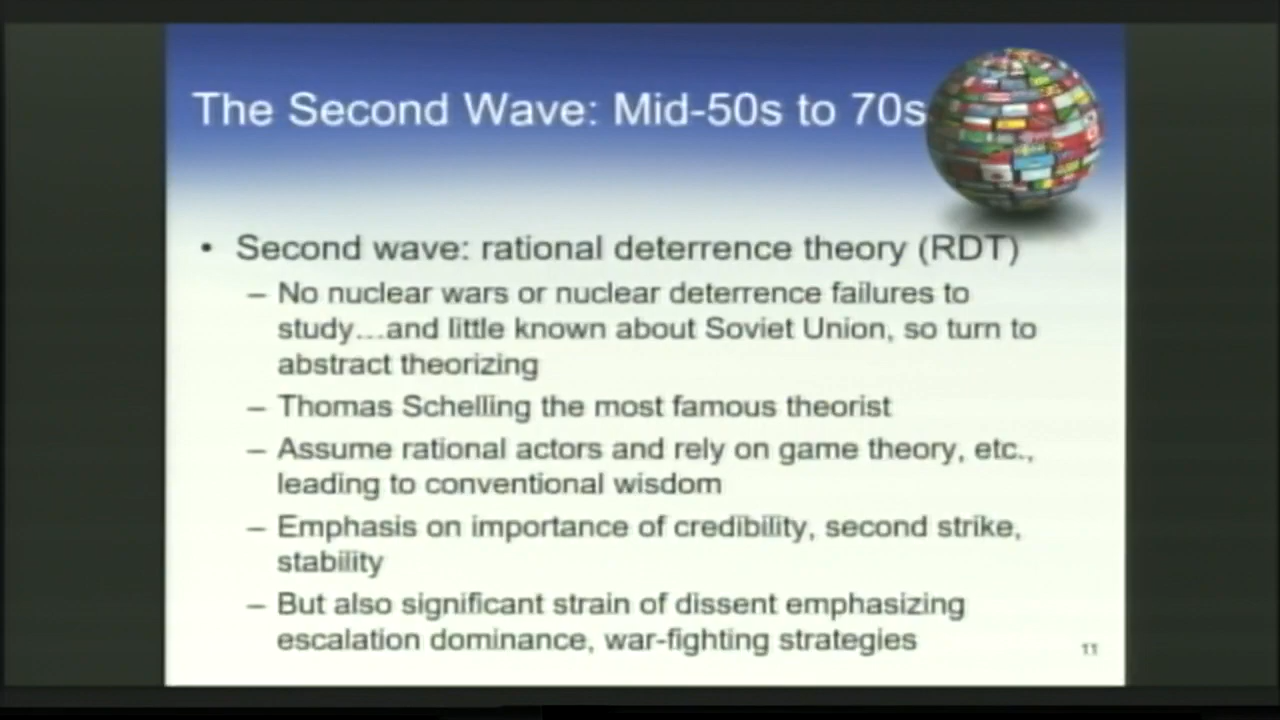 The Second Wave: Mid-50s to 70s
• Second wave: rational deterrence theory (RDT)
– No nuclear wars or nuclear deterrence failures to
study...and little known about Soviet Union, so turn to
abstract theorizing
– Thomas Schelling the most famous theorist
– Assume rational actors and rely on game theory, etc.,
leading to conventional wisdom
– Emphasis on importance of credibility, second strike,
stability
– But also significant strain of dissent emphasizing
escalation dominance, war-fighting strategies
11